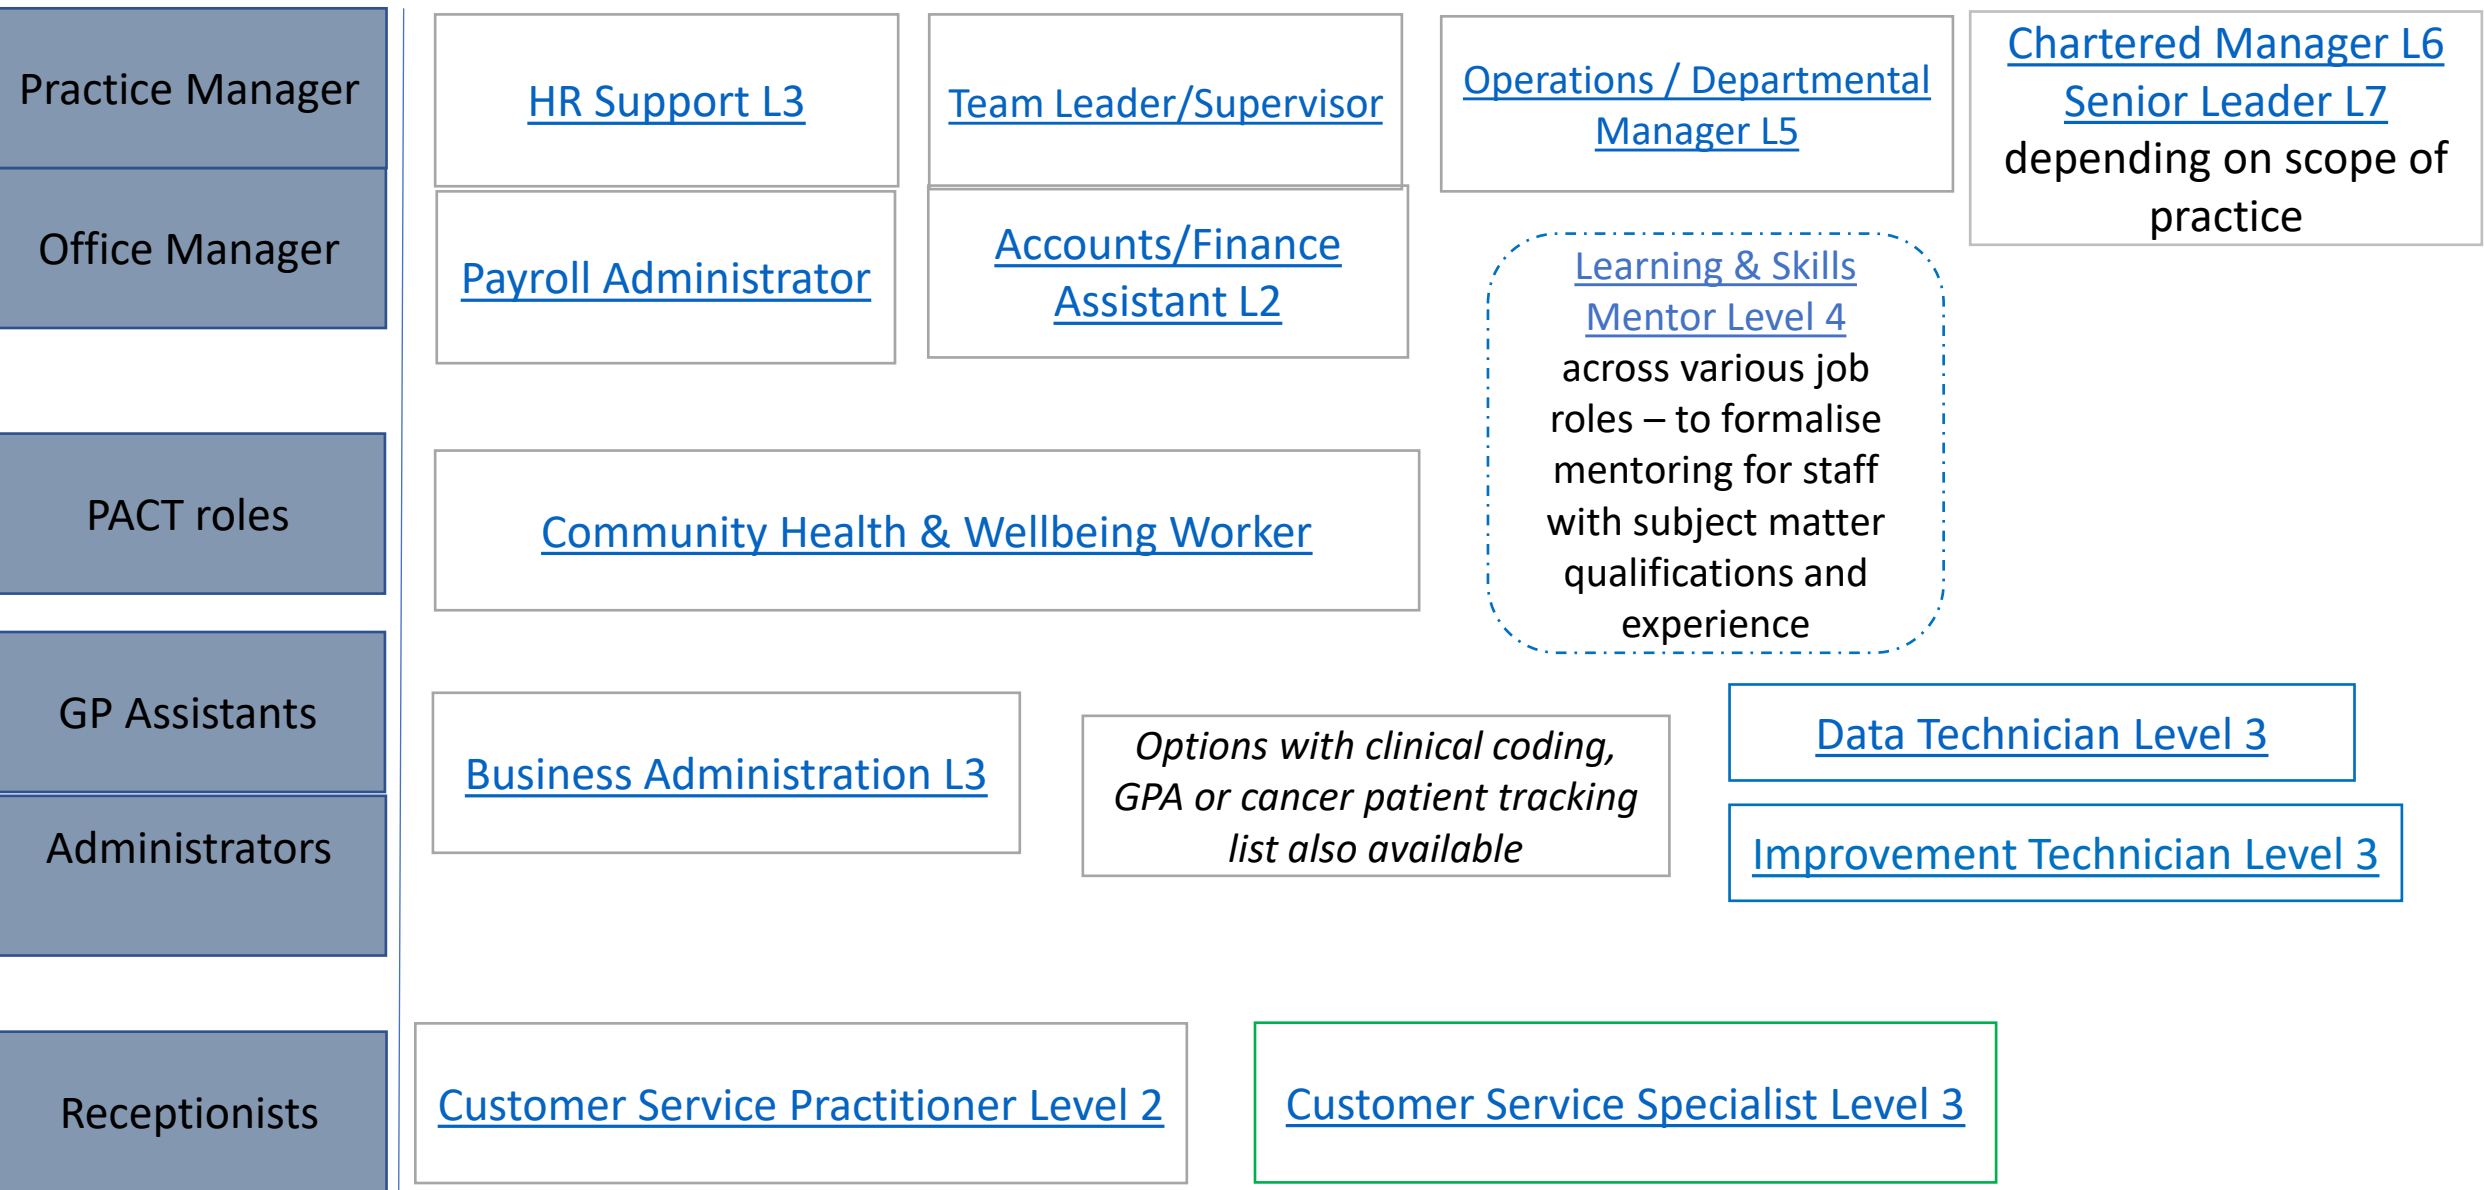 Practice Manager
HR Support L3
Team Leader/Supervisor
Operations / Departmental
Manager L5
Chartered Manager L6
Senior Leader L7
depending on scope of
practice
Office Manager
Payroll Administrator
Accounts/Finance
Assistant L2
Learning & Skills
Mentor Level 4
across various job
roles – to formalise
mentoring for staff
with subject matter
qualifications and
experience
PACT roles
Community Health & Wellbeing Worker
GP Assistants
Administrators
Business Administration L3
Options with clinical coding,
GPA or cancer patient tracking
list also available
Data Technician Level 3
Improvement Technician Level 3
Receptionists
Customer Service Practitioner Level 2
Customer Service Specialist Level 3